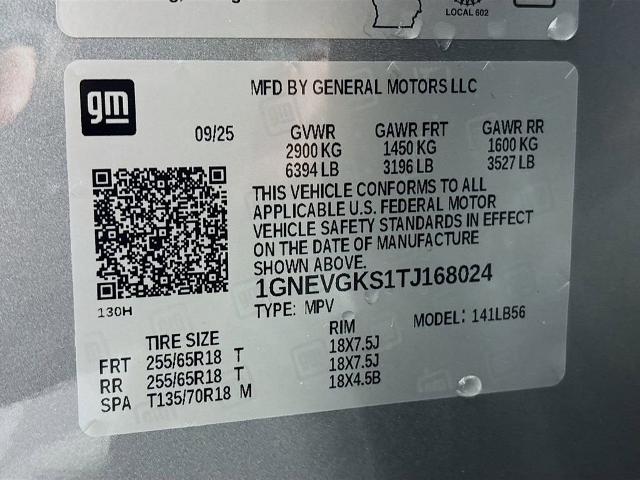 LOCAL 602
gm
MFD BY GENERAL MOTORS LLC
09/25 GVWR GAWR FRT GAWR RR
2900 KG 1450 KG 1600 KG
6394 LB 3196 LB 3527 LB
THIS VEHICLE CONFORMS TO ALL
APPLICABLE U.S. FEDERAL MOTOR
VEHICLE SAFETY STANDARDS IN EFFECT
ON THE DATE OF MANUFACTURE
SHOWN ABOVE.
1GNEVGKS1TJ168024
130H
TYPE: MPV MODEL: 141LB56
TIRE SIZE RIM
FRT 255/65R18 T 18X7.5J
RR 255/65R18 T 18X7.5J
SPA T135/70R18 M 18X4.5B